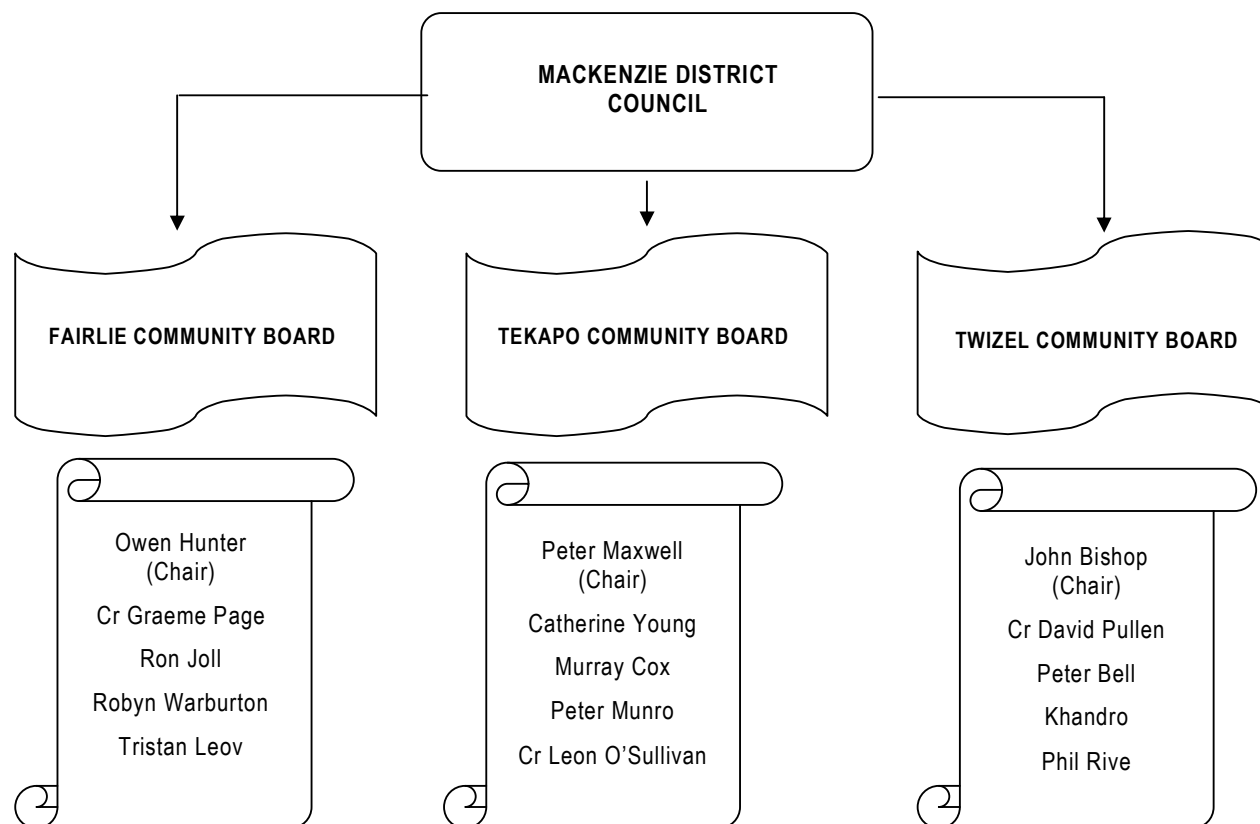 MACKENZIE DISTRICT
COUNCIL
FAIRLIE COMMUNITY BOARD
TEKAPO COMMUNITY BOARD
TWIZEL COMMUNITY BOARD
Owen Hunter
(Chair)
Cr Graeme Page
Ron Joll
Robyn Warburton
Tristan Leov
Peter Maxwell
(Chair)
Catherine Young
Murray Cox
Peter Munro
Cr Leon O’Sullivan
John Bishop
(Chair)
Cr David Pullen
Peter Bell
Khandro
Phil Rive